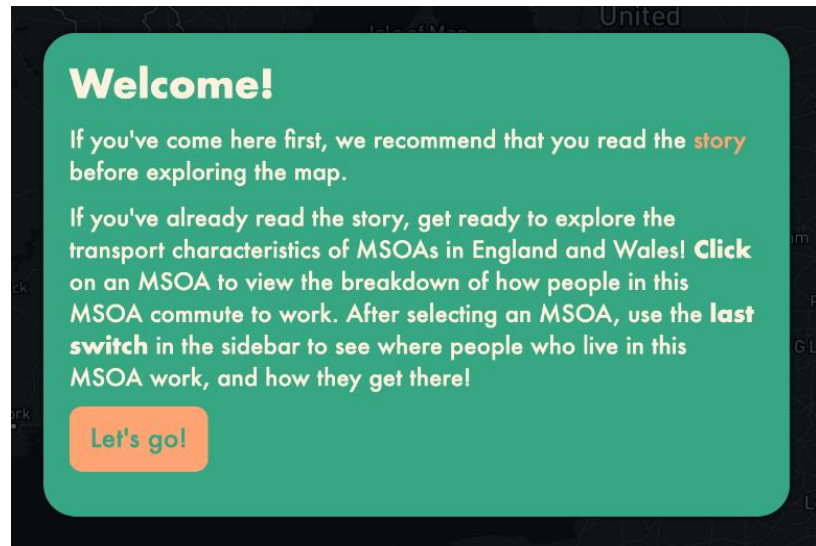 United
Isle of Man
Welcome!
If you've come here first, we recommend that you read the story
before exploring the map.
If you've already read the story, get ready to explore the
transport characteristics of MSOAs in England and Wales! Click
on an MSOA to view the breakdown of how people in this
MSOA commute to work. After selecting an MSOA, use the last
switch in the sidebar to see where people who live in this
MSOA work, and how they get there!
Let's go!